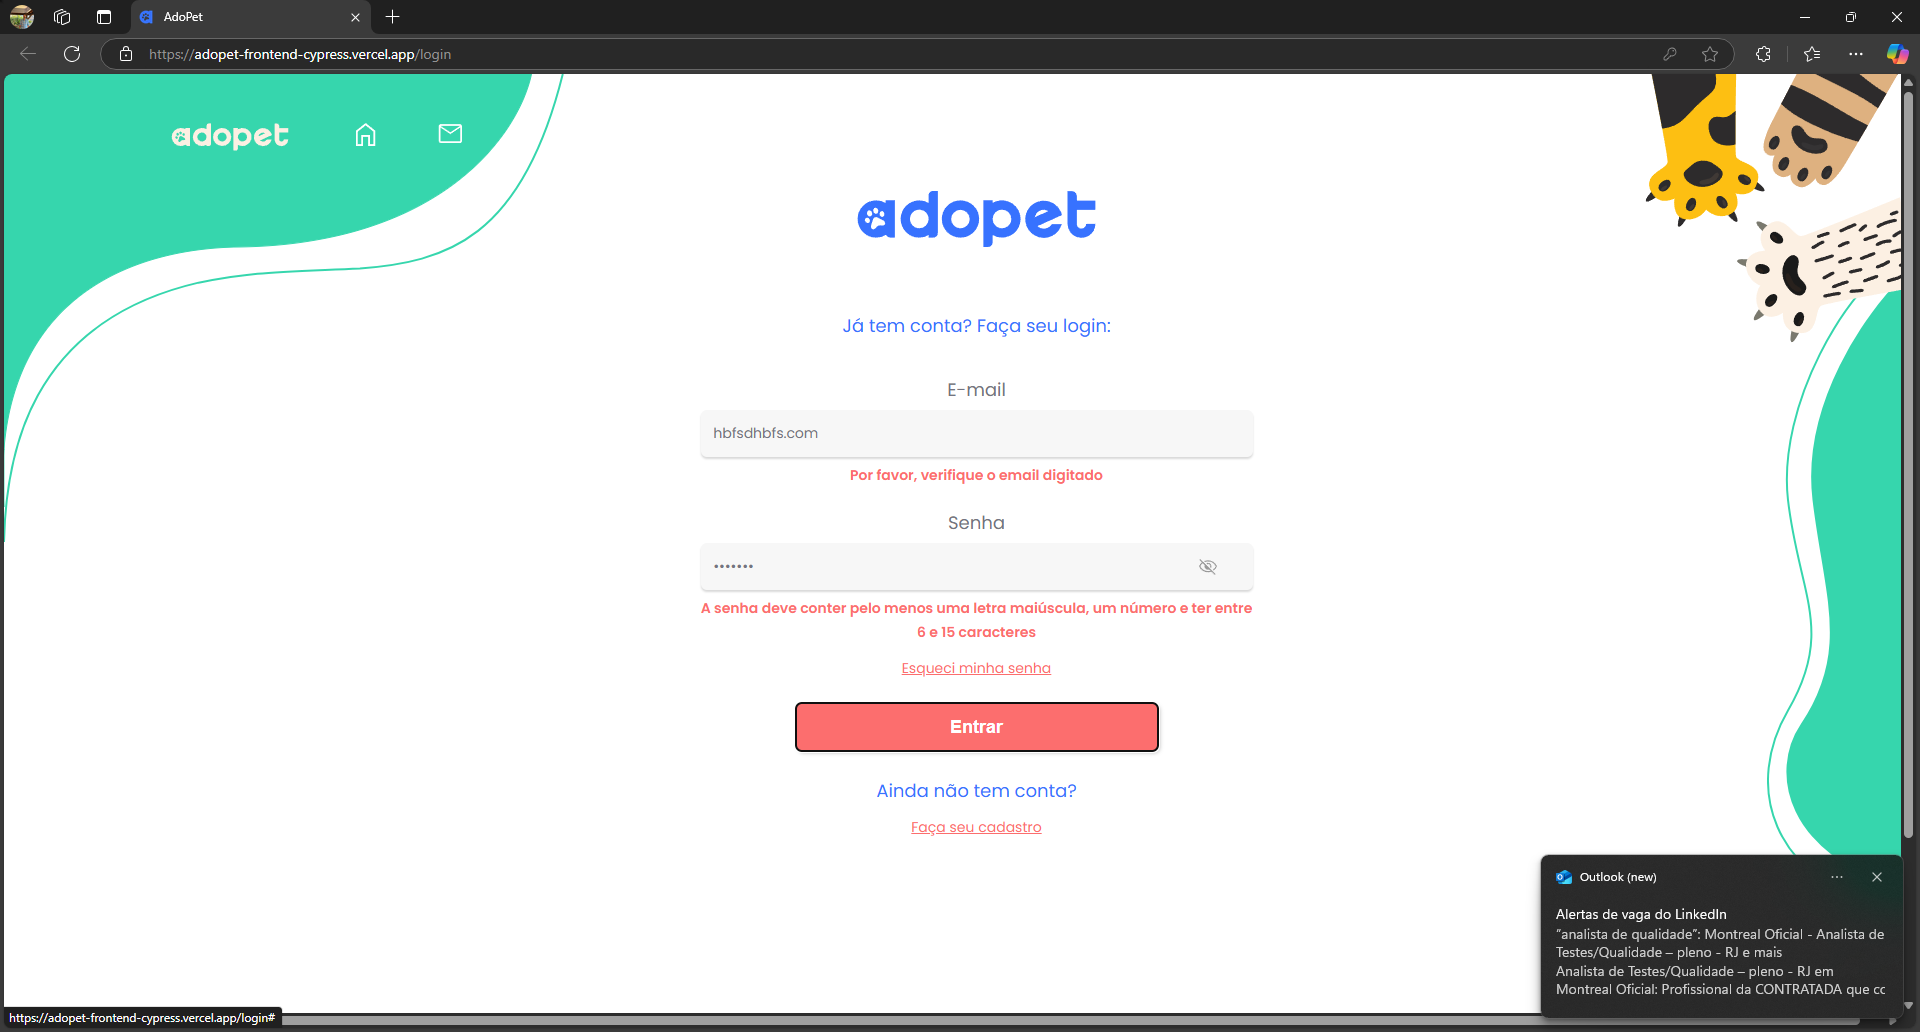 AdoPet
https://adopet-frontend-cypress.vercel.app/login
adopet
adopet
Já tem conta? Faça seu login:
E-mail
hbfsdhbfs.com
Por favor, verifique o email digitado
Senha
•••••••
A senha deve conter pelo menos uma letra maiúscula, um número e ter entre
6 e 15 caracteres
Esqueci minha senha
Entrar
Ainda não tem conta?
Faça seu cadastro
Outlook (new)
Alertas de vaga do LinkedIn
"analista de qualidade": Montreal Oficial - Analista de
Testes/Qualidade – pleno - RJ e mais
Analista de Testes/Qualidade – pleno - RJ em
Montreal Oficial: Profissional da CONTRATADA que
https://adopet-frontend-cypress.vercel.app/login#